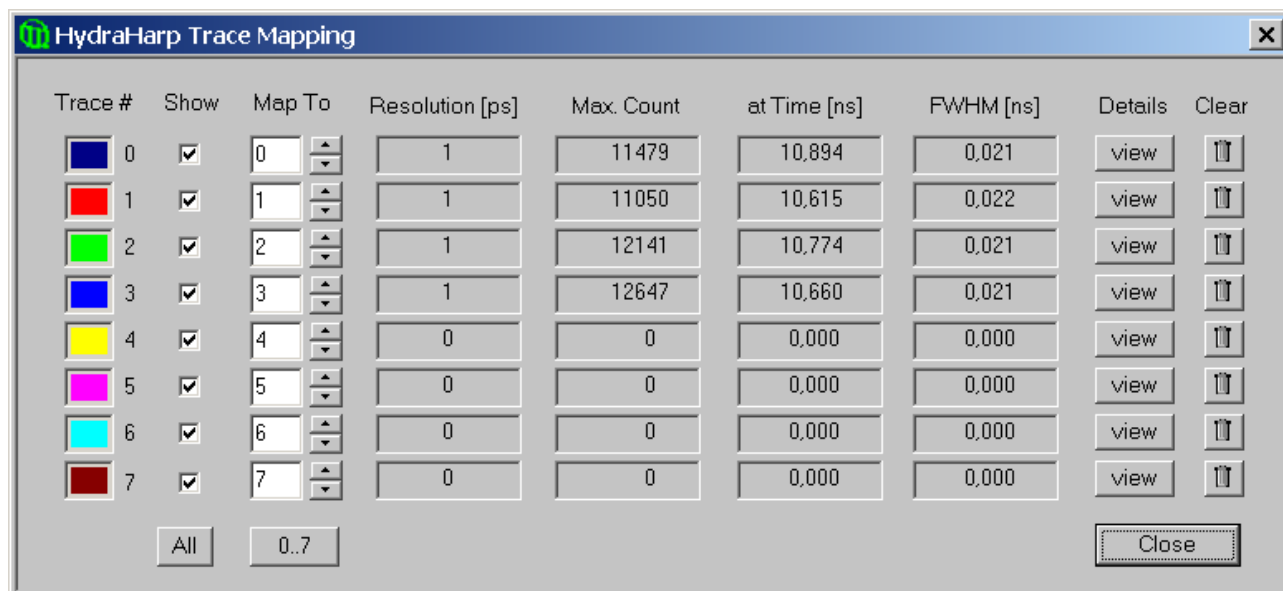 HydraHarp Trace Mapping
Trace # Show Map To Resolution [ps] Max. Count at Time [ns] FWHM [ns] Details Clear
0 0 1 11479 10,894 0,021 view
1 1 1 11050 10,615 0,022 view
2 2 1 12141 10,774 0,021 view
3 3 1 12647 10,660 0,021 view
4 4 0 0 0,000 0,000 view
5 5 0 0 0,000 0,000 view
6 6 0 0 0,000 0,000 view
7 7 0 0 0,000 0,000 view
All 0..7 Close